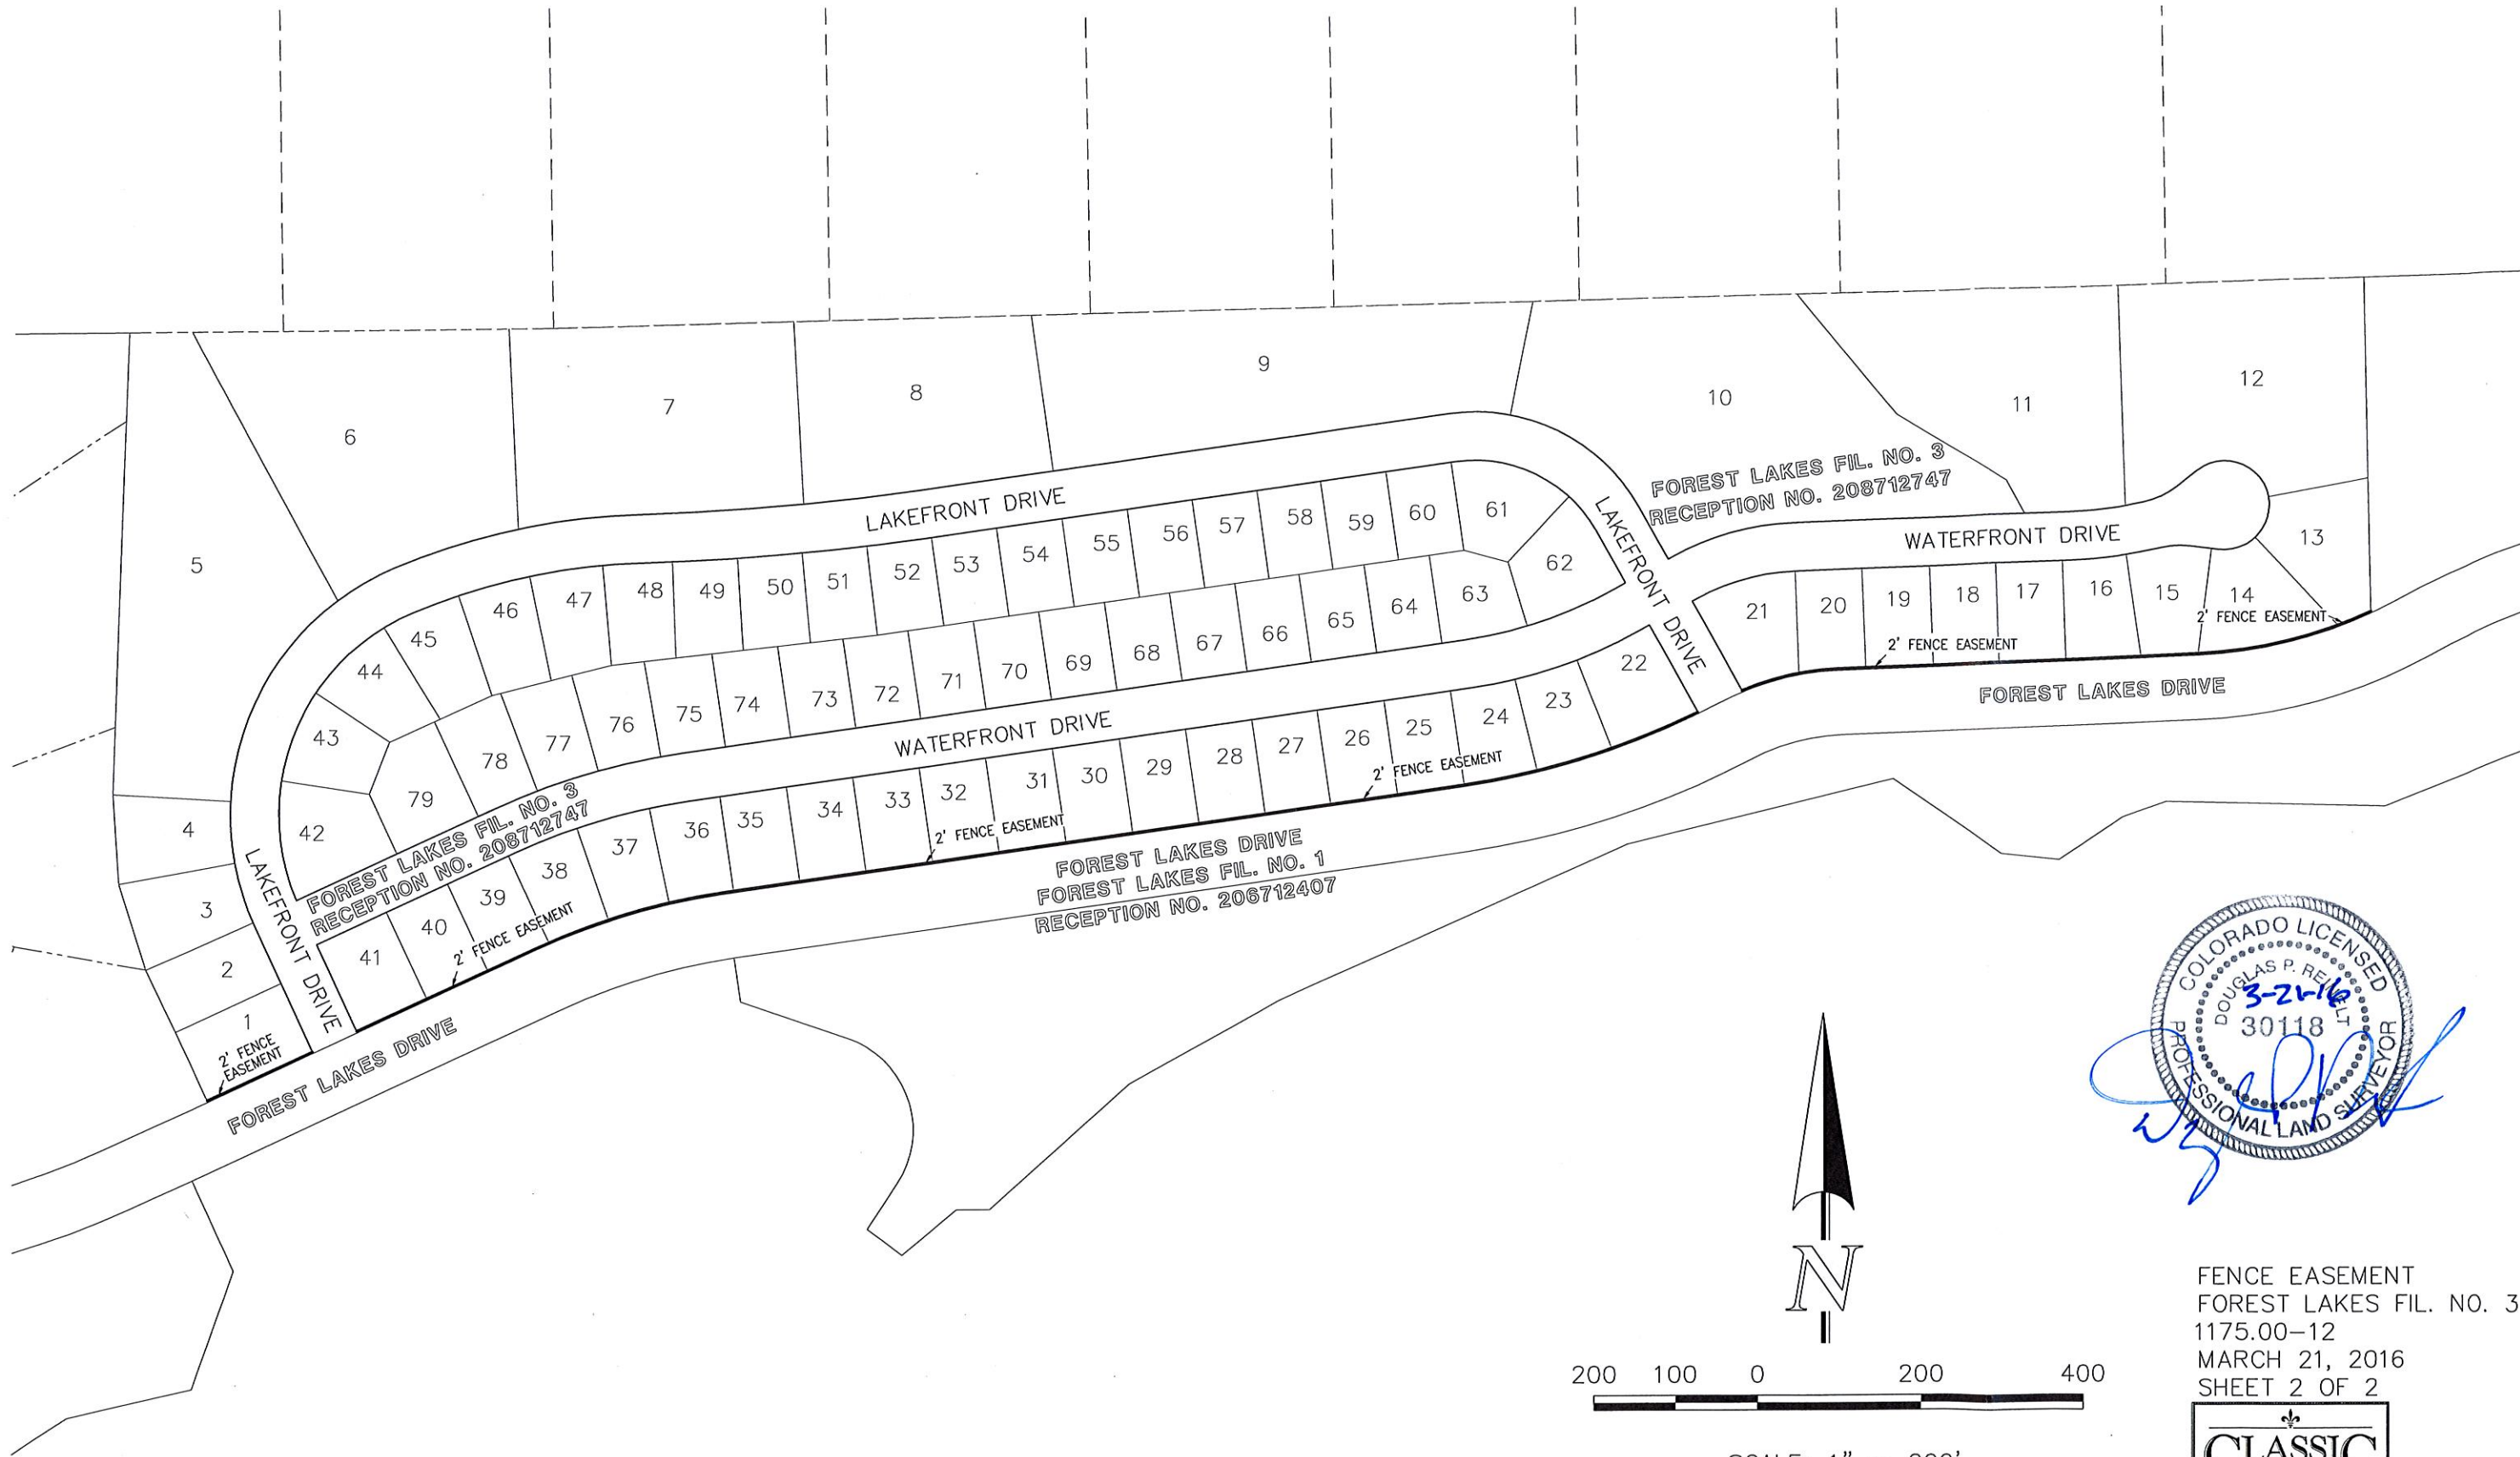 9
12
8
10
11
7
6
FOREST LAKES FIL. NO. 3
RECEPTION NO. 208712747
LAKEFRONT DRIVE
61
60
59
58
57
56
55
54
53
52
51
50
49
48
47
46
45
44
43
42
5
LAKEFRONT DRIVE
WATERFRONT DRIVE
13
62
63
64
65
66
67
68
69
70
71
72
73
74
75
76
77
78
79
21
20
19
18
17
16
15
14
2' FENCE EASEMENT
2' FENCE EASEMENT
FOREST LAKES DRIVE
WATERFRONT DRIVE
22
23
24
25
26
27
28
29
30
31
32
33
34
35
36
37
38
39
40
41
2' FENCE EASEMENT
2' FENCE EASEMENT
2' FENCE EASEMENT
FOREST LAKES FIL. NO. 3
RECEPTION NO. 208712747
FOREST LAKES DRIVE
FOREST LAKES FIL. NO. 1
RECEPTION NO. 206712407
4
3
2
1
LAKEFRONT DRIVE
2' FENCE
EASEMENT
FOREST LAKES DRIVE
COLORADO LICENSED
DOUGLAS P. REINELT
3-21-16
30118
PROFESSIONAL LAND SURVEYOR
N
FENCE EASEMENT
FOREST LAKES FIL. NO. 3
1175.00-12
MARCH 21, 2016
SHEET 2 OF 2
200 100 0 200 400
CLASSIC